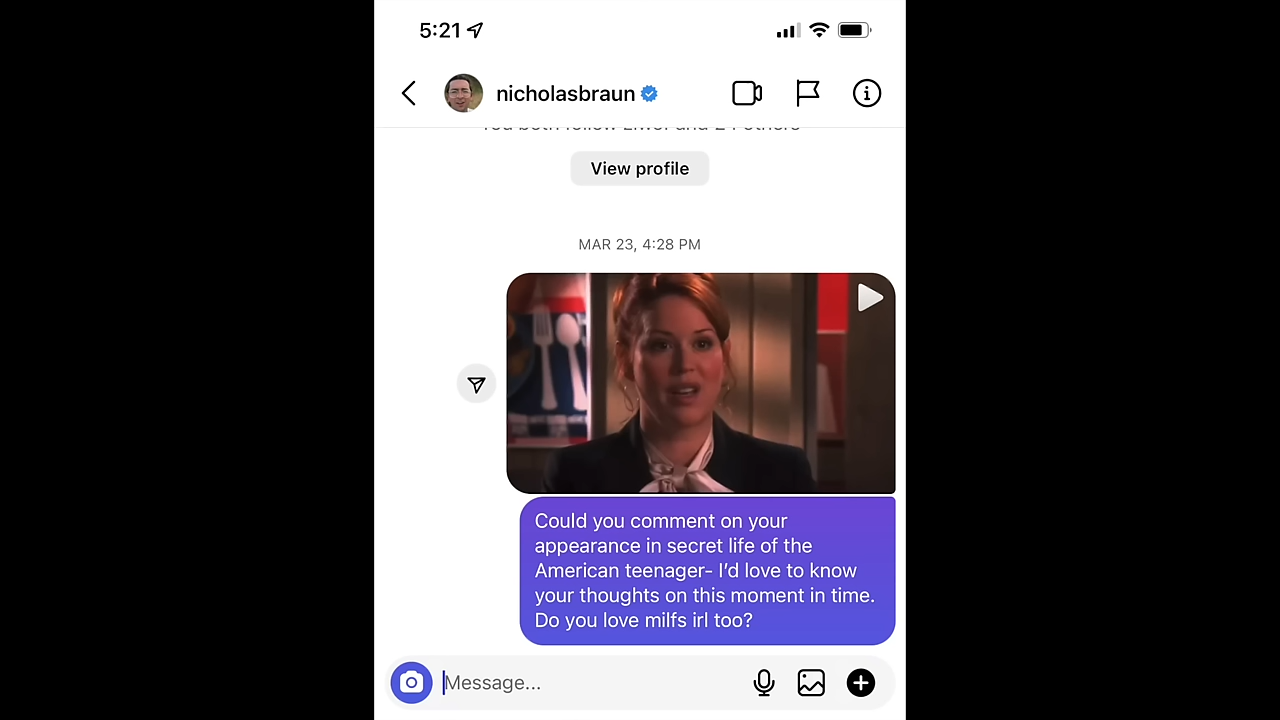 5:21
nicholasbraun
View profile
MAR 23, 4:28 PM
Could you comment on your
appearance in secret life of the
American teenager- I’d love to know
your thoughts on this moment in time.
Do you love milfs irl too?
Message...